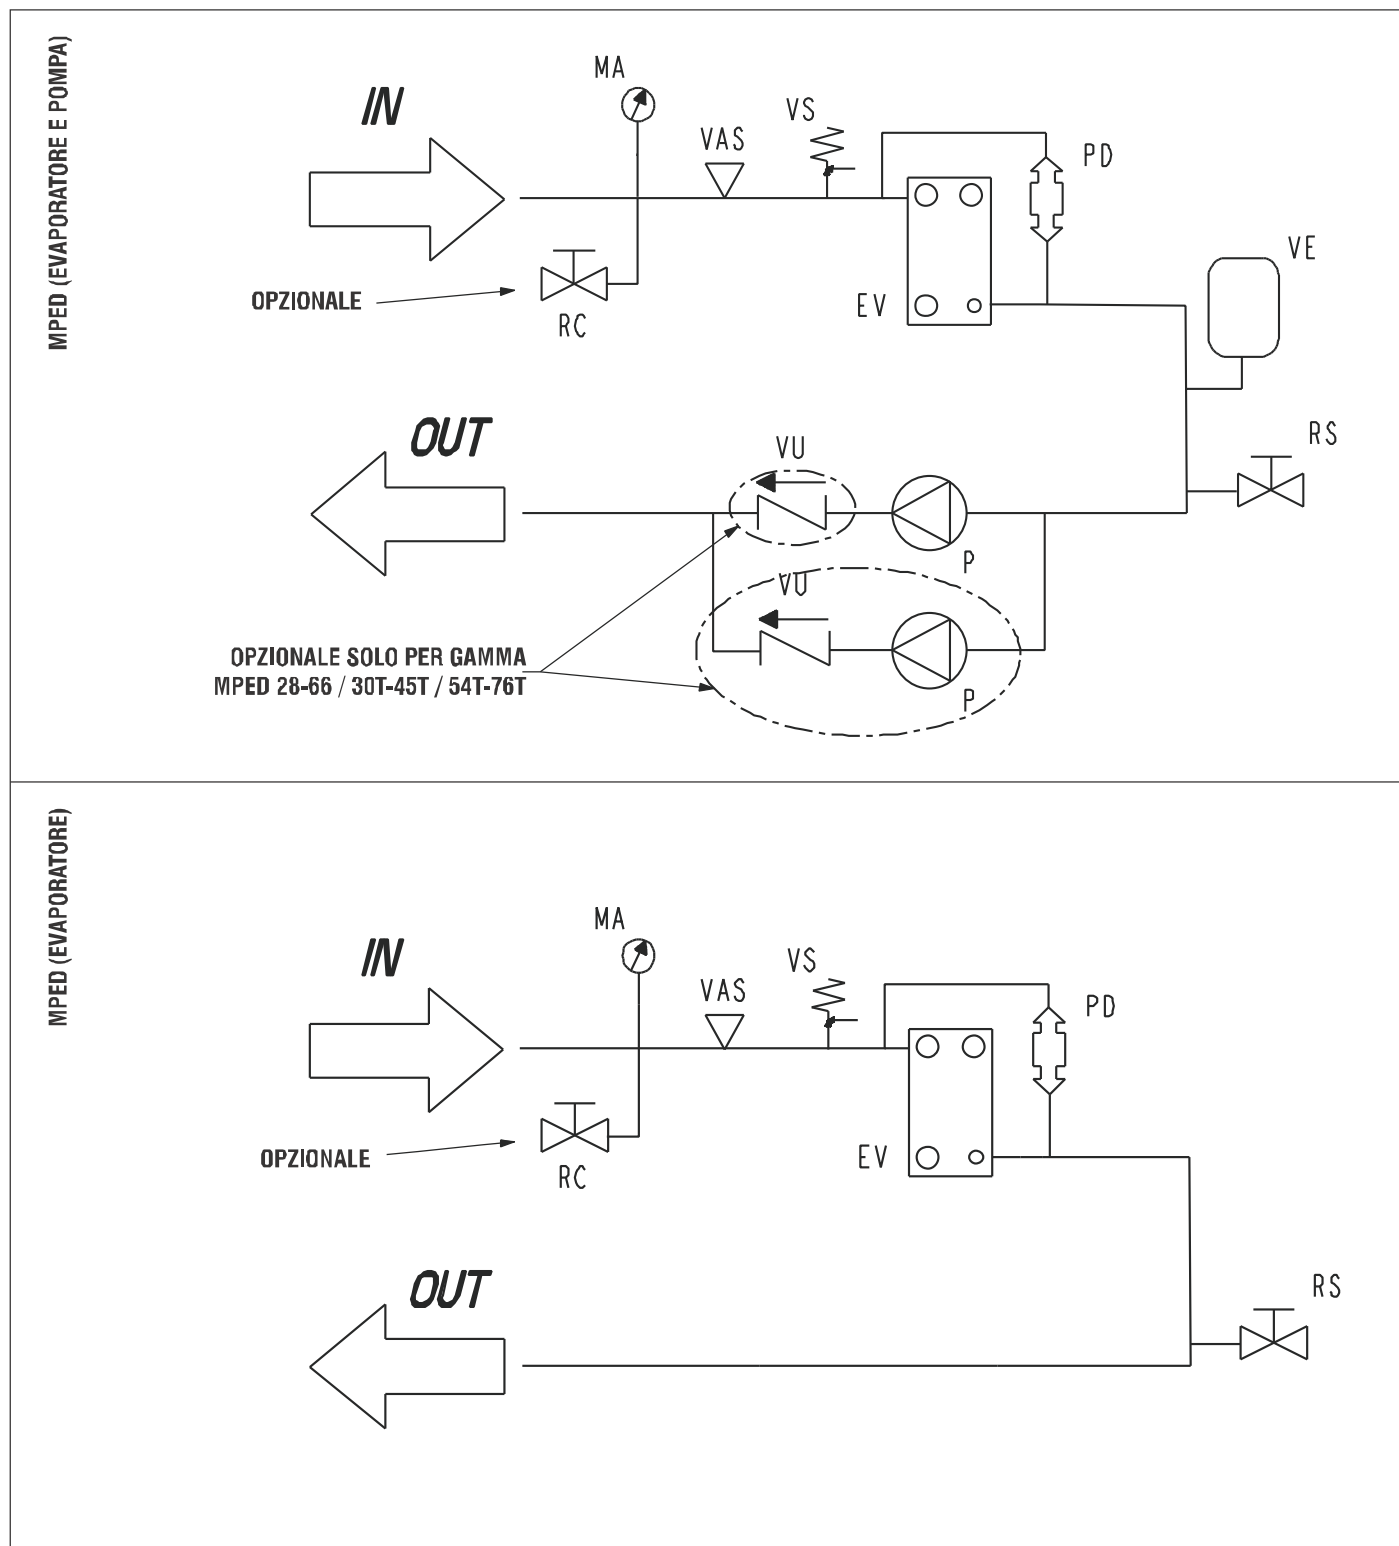 MPED (EVAPORATORE E POMPA)
IN
MA
VAS
VS
PD
OPZIONALE
RC
EV
VE
OUT
VU
P
RS
VU
P
OPZIONALE SOLO PER GAMMA
MPED 28-66 / 30T-45T / 54T-76T
MPED (EVAPORATORE)
IN
MA
VAS
VS
PD
OPZIONALE
RC
EV
OUT
RS